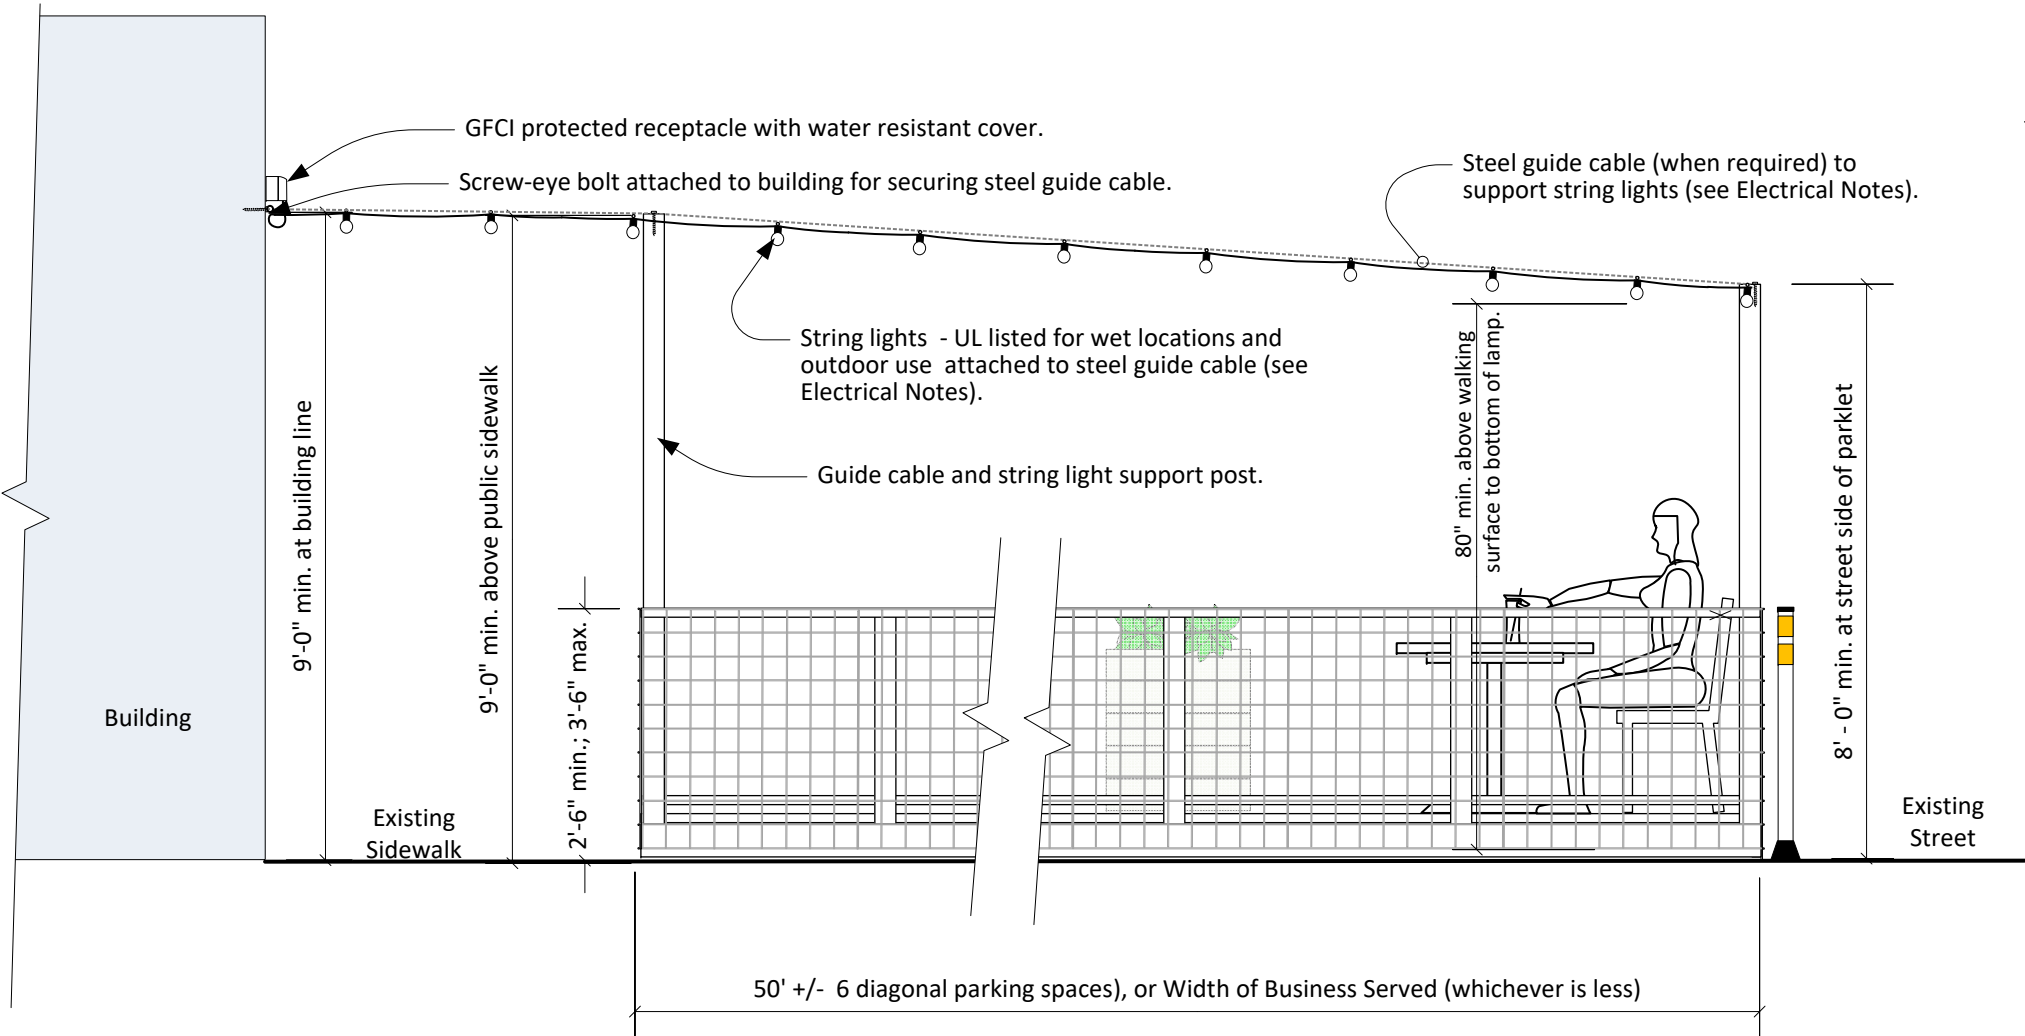 GFCI protected receptacle with water resistant cover.
Screw-eye bolt attached to building for securing steel guide cable.
Steel guide cable (when required) to
support string lights (see Electrical Notes).
String lights  - UL listed for wet locations and
outdoor use  attached to steel guide cable (see
Electrical Notes).
Guide cable and string light support post.
9'-0" min. at building line
9'-0" min. above public sidewalk
2'-6" min.; 3'-6" max.
80" min. above walking
surface to bottom of lamp.
8' - 0" min. at street side of parklet
Building
Existing
Sidewalk
Existing
Street
50' +/-  6 diagonal parking spaces), or Width of Business Served (whichever is less)